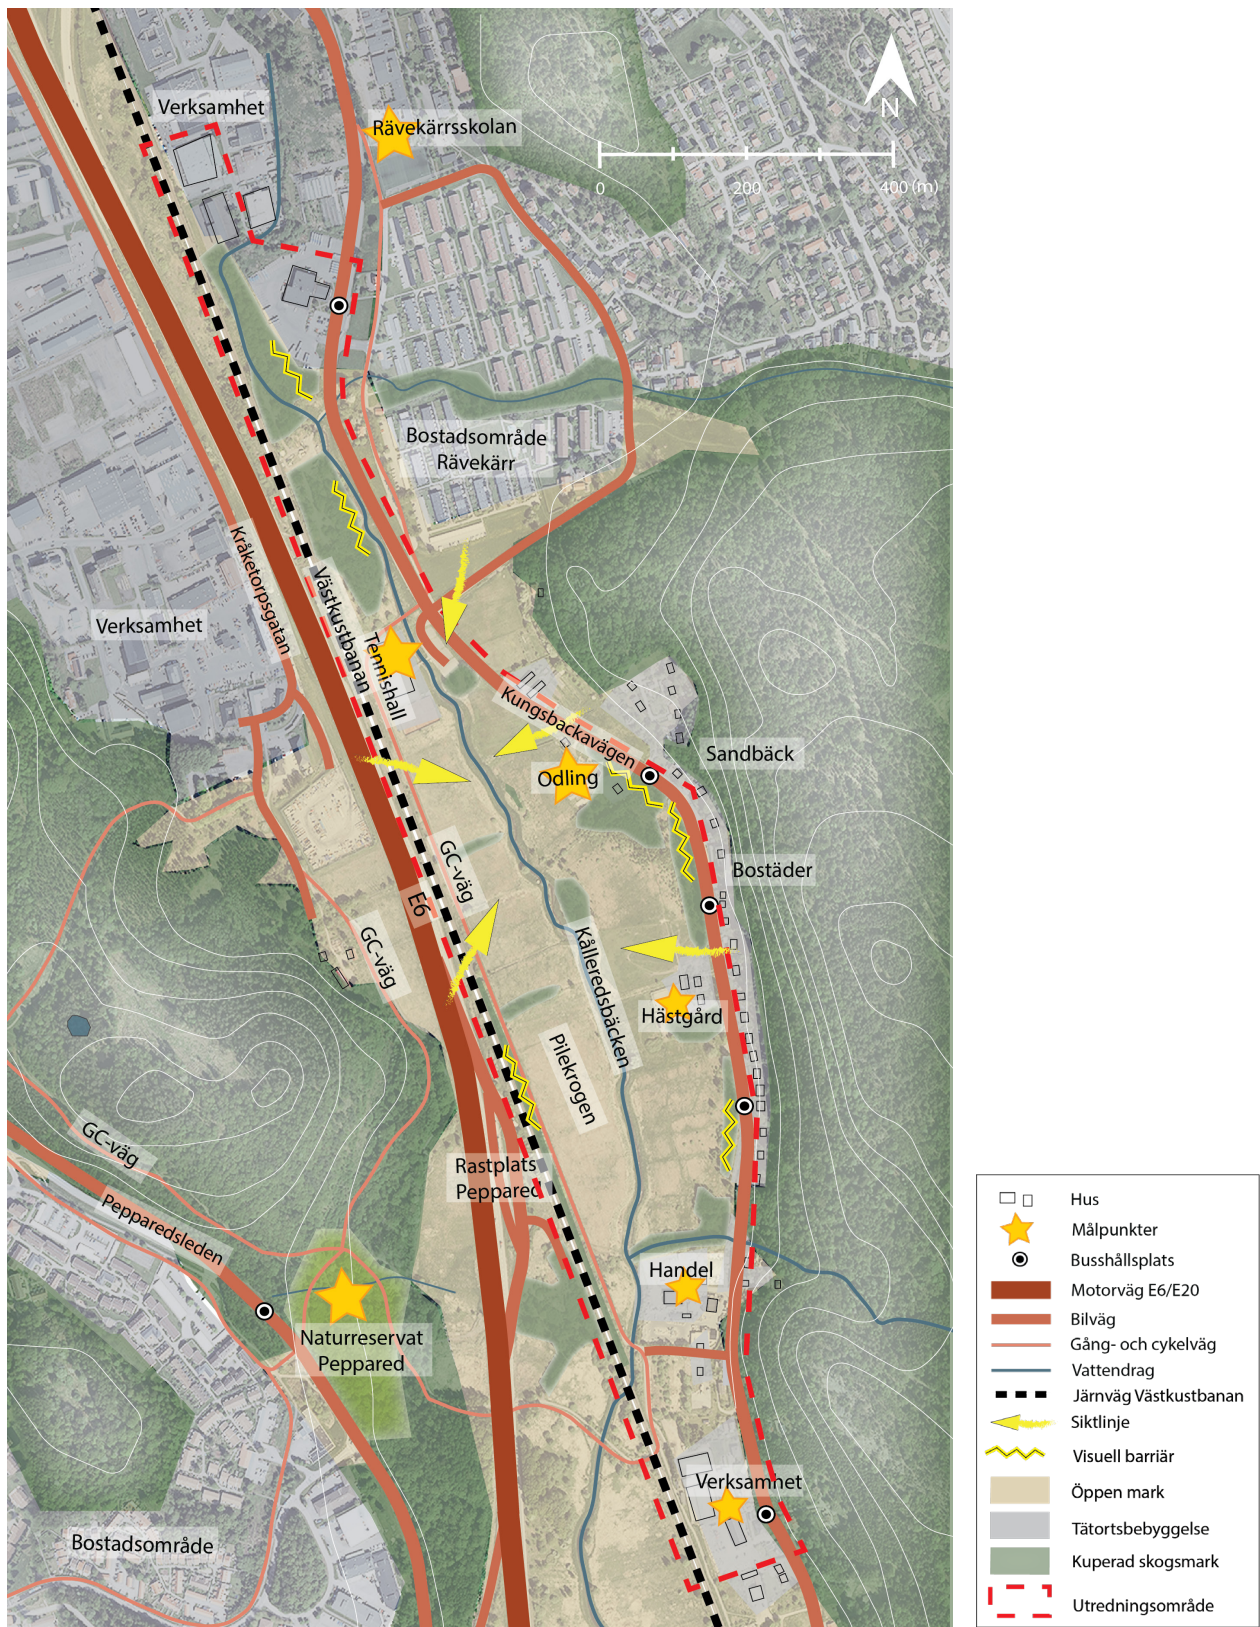 Verksamhet
Rävekärrsskolan
N
0
200
400 (m)
Bostadsområde
Rävekärr
Kråketorpsgatan
Västkustbanan
Verksamhet
Tennishall
Kungsbackavägen
Sandbäck
Odling
Bostäder
GC-väg
E6
GC-väg
Kålleredsbäcken
Hästgård
Pilekrogen
GC-väg
Rastplats
Peppared
Pepparedsleden
Handel
Naturreservat
Peppared
Verksamhet
Bostadsområde
Hus
Målpunkter
Busshållsplats
Motorväg E6/E20
Bilväg
Gång- och cykelväg
Vattendrag
Järnväg Västkustbanan
Siktlinje
Visuell barriär
Öppen mark
Tätortsbebyggelse
Kuperad skogsmark
Utredningsområde